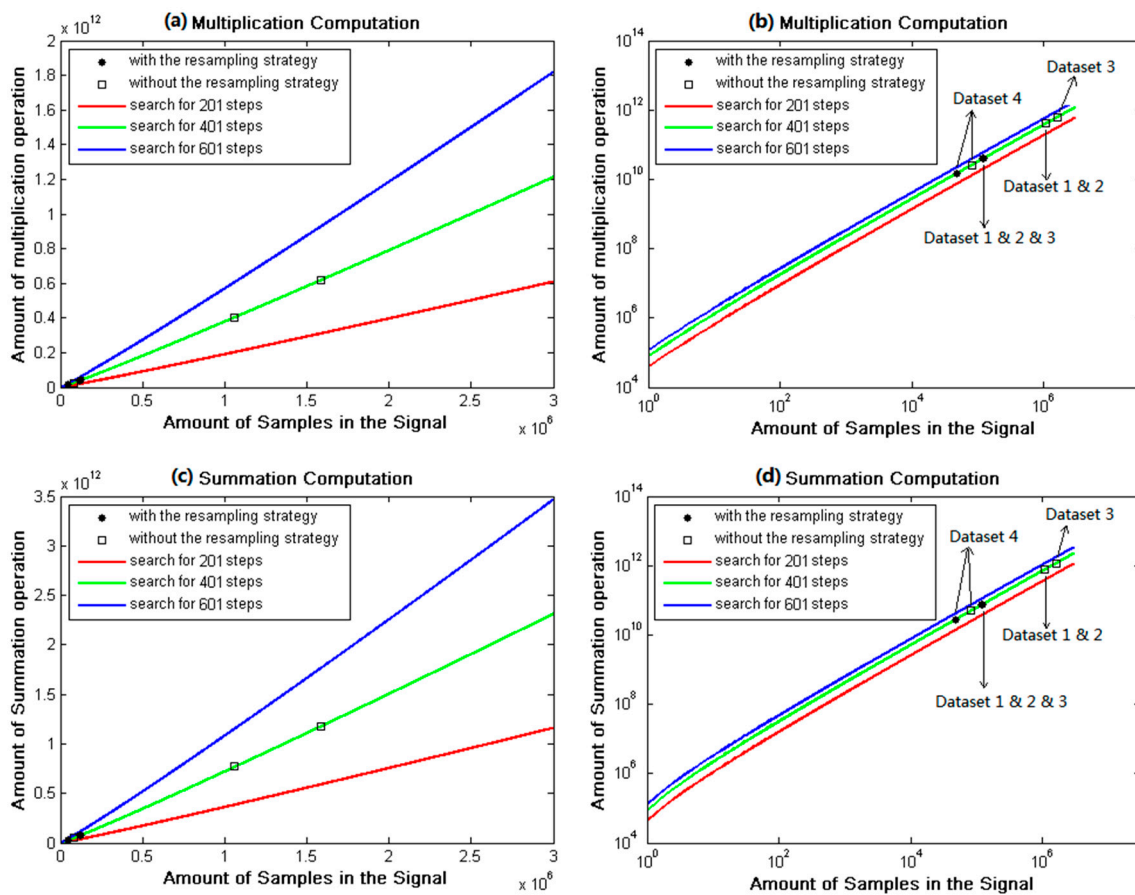 (a) Multiplication Computation
× 10^12
2
1.8
1.6
1.4
1.2
1
0.8
0.6
0.4
0.2
0
Amount of multiplication operation
with the resampling strategy
without the resampling strategy
search for 201 steps
search for 401 steps
search for 601 steps
0 0.5 1 1.5 2 2.5 3
Amount of Samples in the Signal
× 10^6
(b) Multiplication Computation
10^14
10^12
10^10
10^8
10^6
10^4
Amount of multiplication operation
with the resampling strategy
without the resampling strategy
search for 201 steps
search for 401 steps
search for 601 steps
Dataset 3
Dataset 4
Dataset 1 & 2
Dataset 1 & 2 & 3
10^0 10^2 10^4 10^6
Amount of Samples in the Signal
(c) Summation Computation
× 10^12
3.5
3
2.5
2
1.5
1
0.5
0
Amount of Summation operation
with the resampling strategy
without the resampling strategy
search for 201 steps
search for 401 steps
search for 601 steps
0 0.5 1 1.5 2 2.5 3
Amount of Samples in the Signal
× 10^6
(d) Summation Computation
10^14
10^12
10^10
10^8
10^6
10^4
Amount of Summation operation
with the resampling strategy
without the resampling strategy
search for 201 steps
search for 401 steps
search for 601 steps
Dataset 3
Dataset 4
Dataset 1 & 2
Dataset 1 & 2 & 3
10^0 10^2 10^4 10^6
Amount of Samples in the Signal